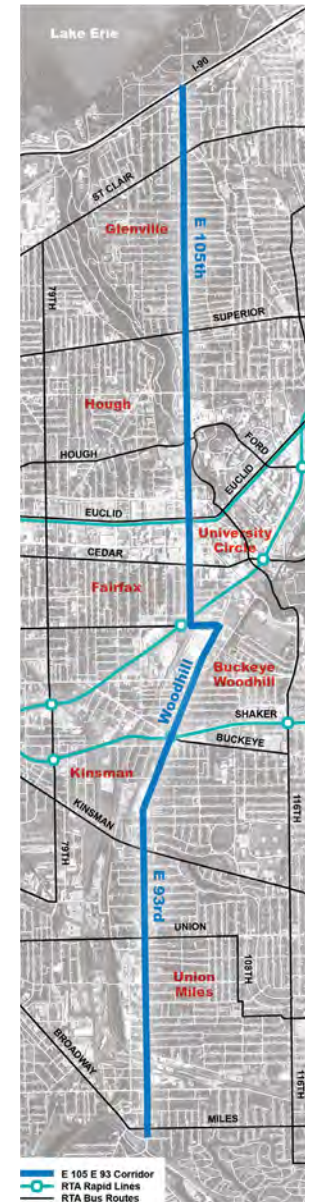 Lake Erie
I-90
ST CLAIR
Glenville
E 105th
79TH
SUPERIOR
Hough
HOUGH
FORD
EUCLID
EUCLID
University
Circle
CEDAR
Fairfax
Woodhill
Buckeye
Woodhill
SHAKER
BUCKEYE
Kinsman
KINSMAN
79TH
116TH
E 93rd
UNION
108TH
Union
Miles
BROADWAY
116TH
MILES
E 105 E 93 Corridor
RTA Rapid Lines
RTA Bus Routes